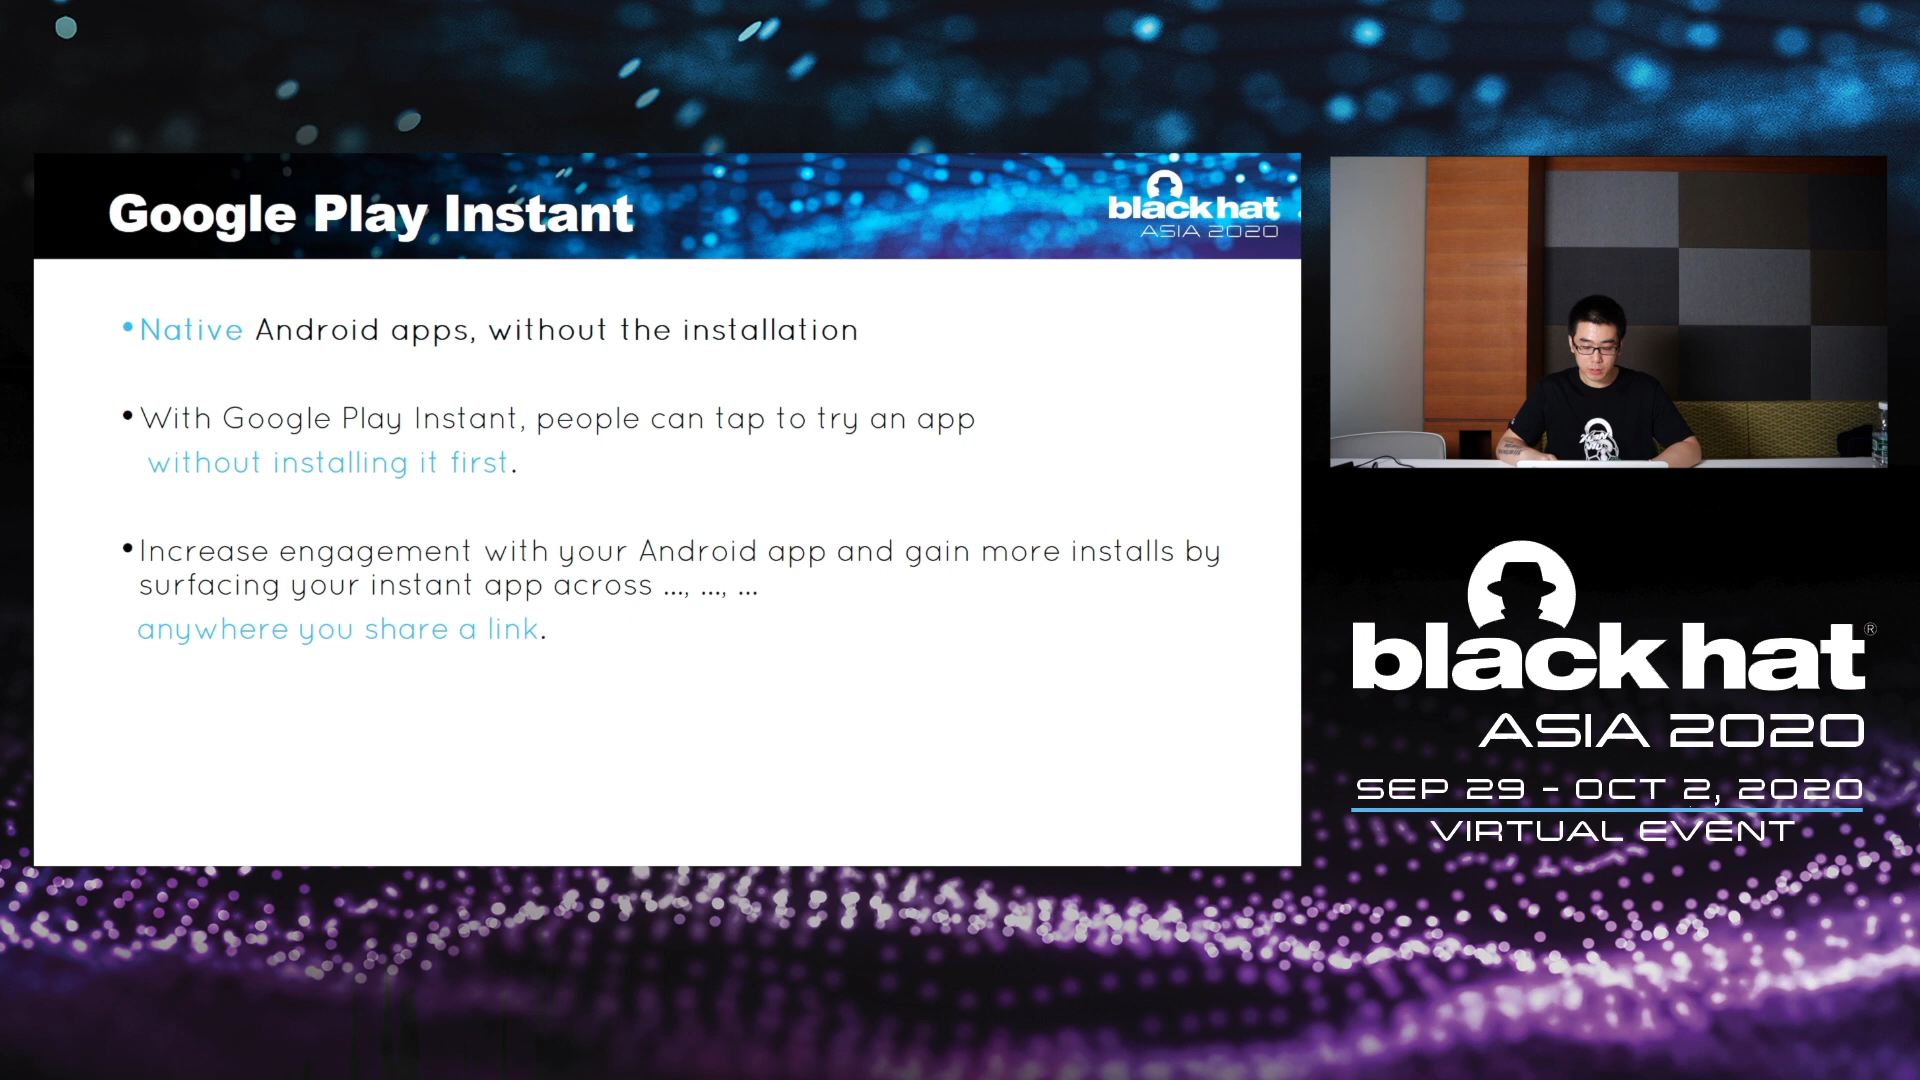 Google Play Instant
black hat
ASIA 2020
•Native Android apps, without the installation
•With Google Play Instant, people can tap to try an app
without installing it first.
•Increase engagement with your Android app and gain more installs by
surfacing your instant app across ..., ..., ...
anywhere you share a link.
black hat®
ASIA 2020
SEP 29 - OCT 2, 2020
VIRTUAL EVENT